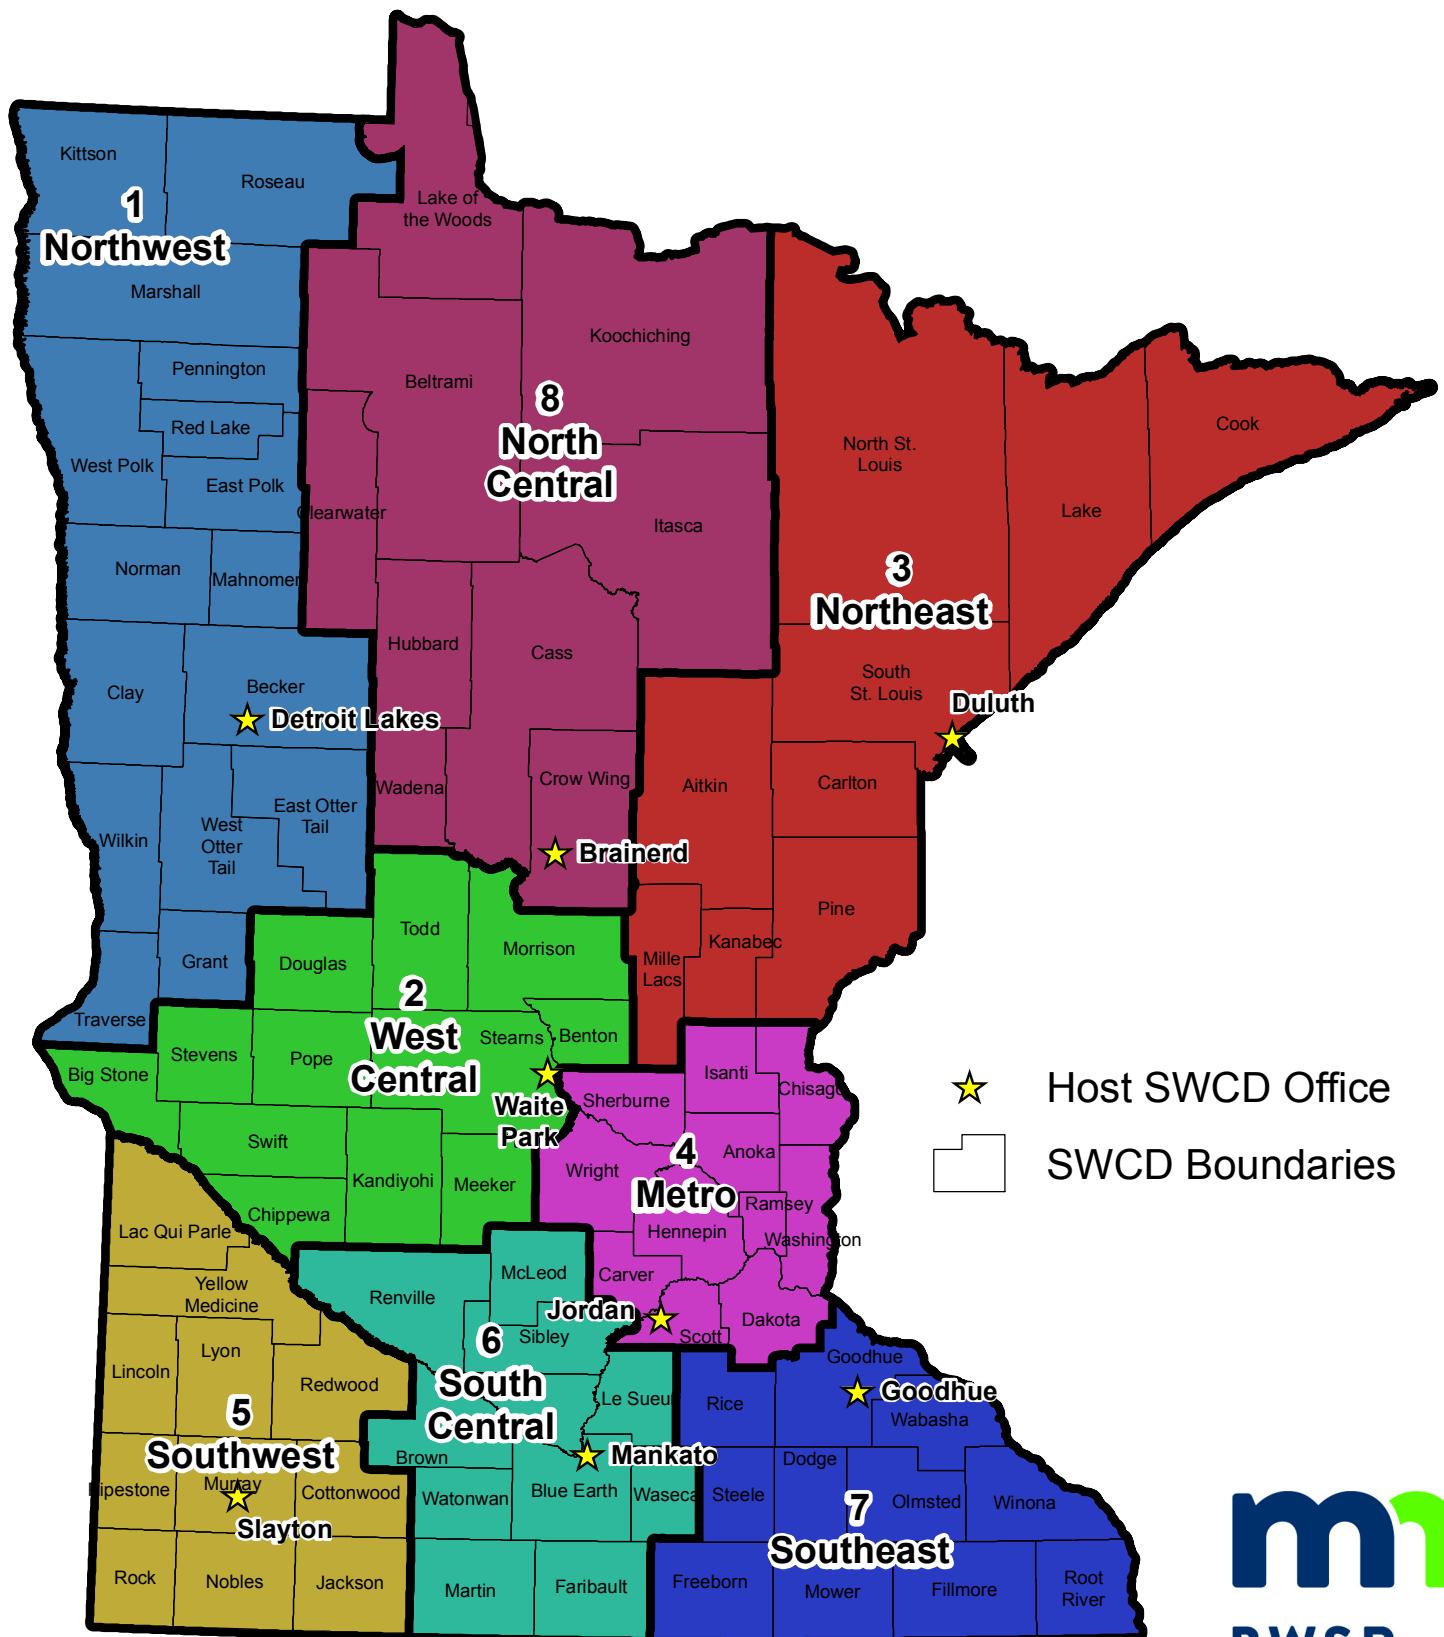 Kittson
Roseau
1
Northwest
Lake of
the Woods
Marshall
Koochiching
Pennington
Beltrami
8
North
Central
Red Lake
Cook
North St.
Louis
West Polk
East Polk
Clearwater
Lake
Itasca
Norman
Mahnomen
3
Northeast
Hubbard
Cass
South
St. Louis
Clay
Becker
Duluth
Detroit Lakes
Aitkin
Carlton
Crow Wing
Wadena
East Otter
Tail
West
Otter
Tail
Wilkin
Brainerd
Pine
Todd
Morrison
Kanabec
Mille
Lacs
Grant
Douglas
2
West
Central
Traverse
Stearns
Benton
Stevens
Pope
Big Stone
Isanti
Chisago
Host SWCD Office
Sherburne
Waite
Park
Swift
4
Metro
Anoka
SWCD Boundaries
Wright
Kandiyohi
Meeker
Ramsey
Chippewa
Lac Qui Parle
Hennepin
Washington
McLeod
Carver
Yellow
Medicine
Renville
Jordan
Dakota
Scott
Sibley
6
South
Central
Lyon
Goodhue
Lincoln
Redwood
Goodhue
Le Sueur
Rice
Wabasha
5
Southwest
Brown
Mankato
Dodge
Pipestone
Murray
Cottonwood
Watonwan
Blue Earth
Waseca
Steele
7
Southeast
Olmsted
Winona
Slayton
Rock
Nobles
Jackson
Martin
Faribault
Freeborn
Mower
Fillmore
Root
River
m
BWSR